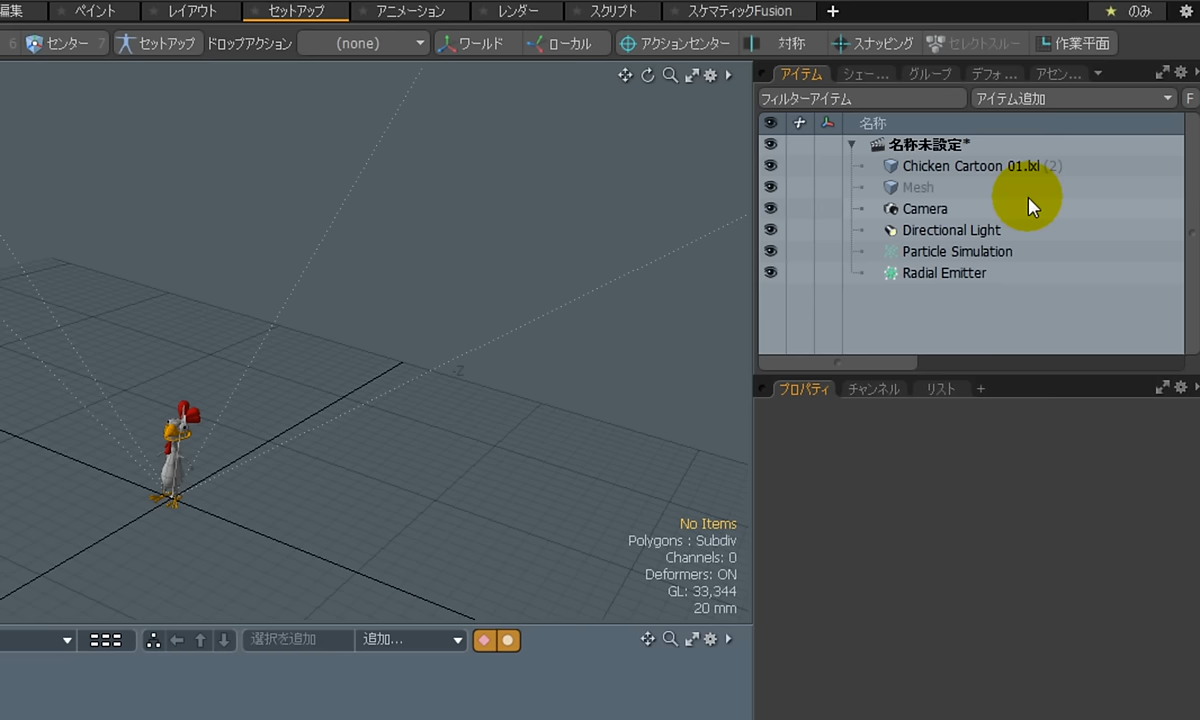 編集 ペイント レイアウト セットアップ アニメーション レンダー スクリプト スケマティックFusion + のみ
6 センター 7 セットアップ ドロップアクション (none) ワールド ローカル アクションセンター 対称 スナッピング セレクトスルー 作業平面
アイテム シェー... グループ デフォ... アセン...
フィルターアイテム アイテム追加 F
名称
名称未設定*
Chicken Cartoon 01.lxl (2)
Mesh
Camera
Directional Light
Particle Simulation
Radial Emitter
-Z
プロパティ チャンネル リスト +
No Items
Polygons : Subdiv
Channels: 0
Deformers: ON
GL: 33,344
20 mm
選択を追加 追加...